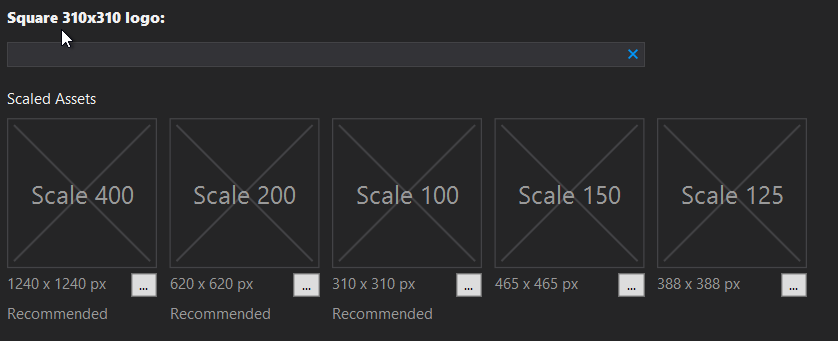 Square 310x310 logo:
Scaled Assets
Scale 400 Scale 200 Scale 100 Scale 150 Scale 125
1240 x 1240 px ... 620 x 620 px ... 310 x 310 px ... 465 x 465 px ... 388 x 388 px ...
Recommended Recommended Recommended